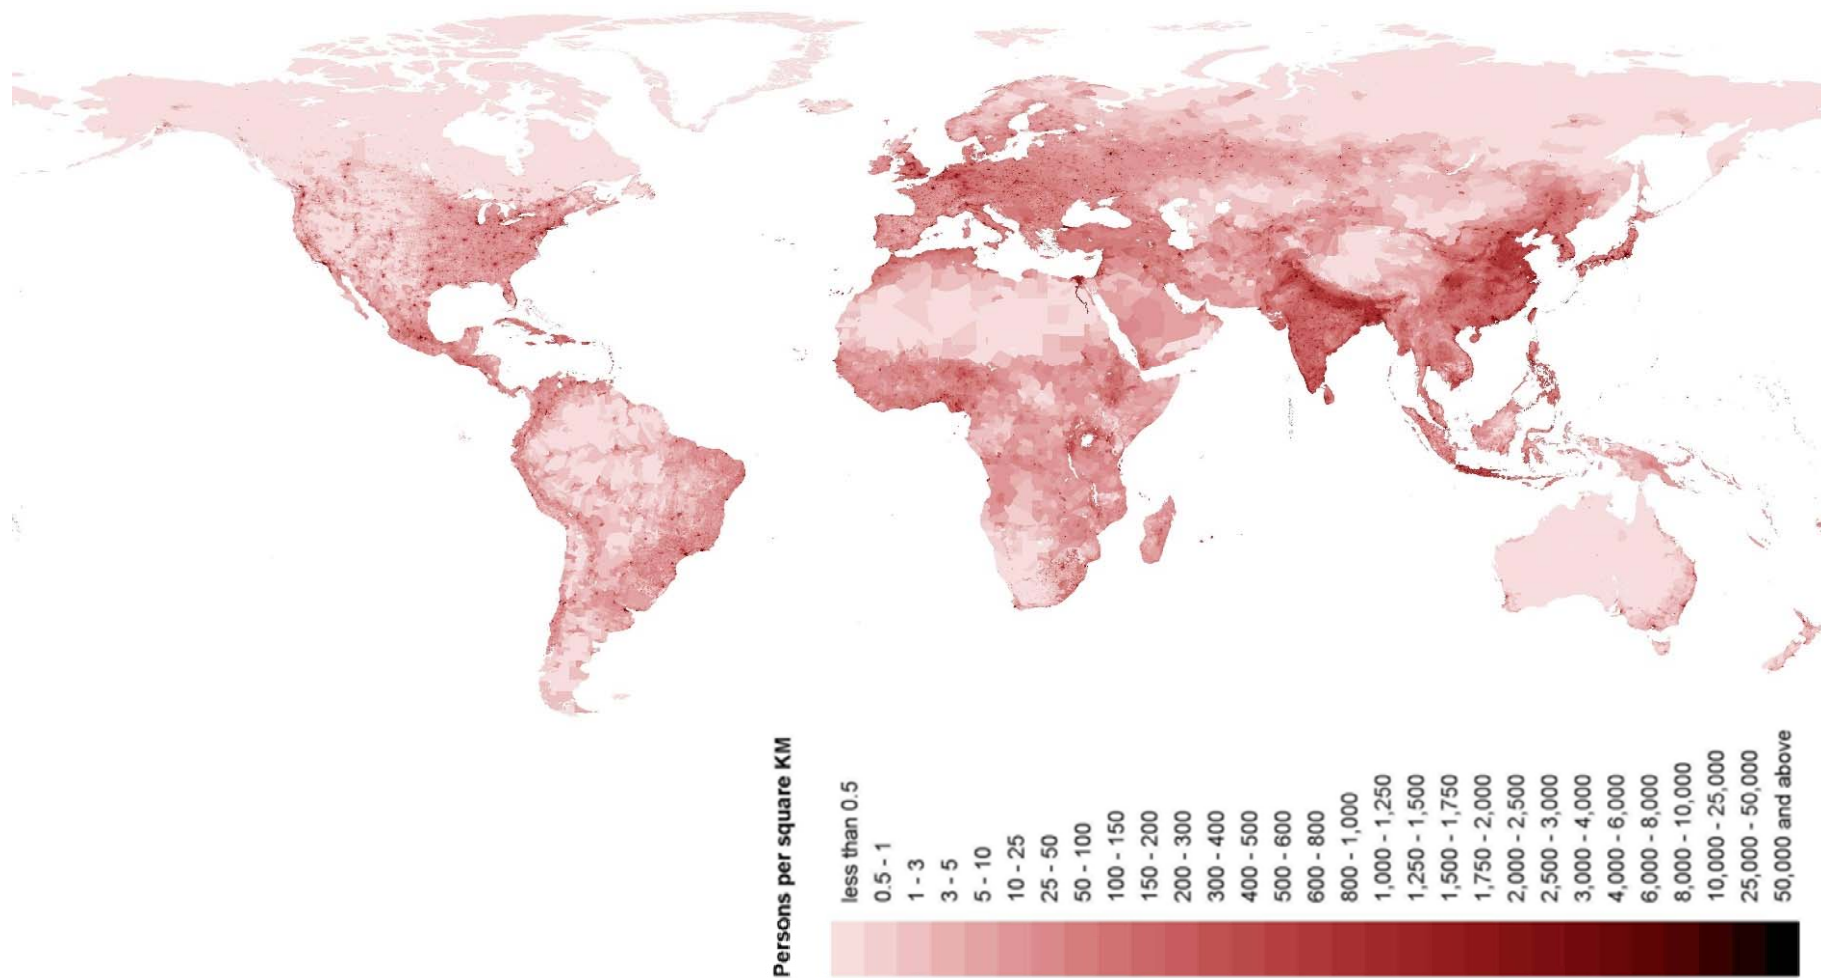 Persons per square KM
less than 0.5
0.5 - 1
1 - 3
3 - 5
5 - 10
10 - 25
25 - 50
50 - 100
100 - 150
150 - 200
200 - 300
300 - 400
400 - 500
500 - 600
600 - 800
800 - 1,000
1,000 - 1,250
1,250 - 1,500
1,5000 - 1,750
1,750 - 2,000
2,000 - 2,500
2,500 - 3,000
3,000 - 4,000
4,000 - 6,000
6,000 - 8,000
8,000 - 10,000
10,000 - 25,000
25,000 - 50,000
50,000 and above